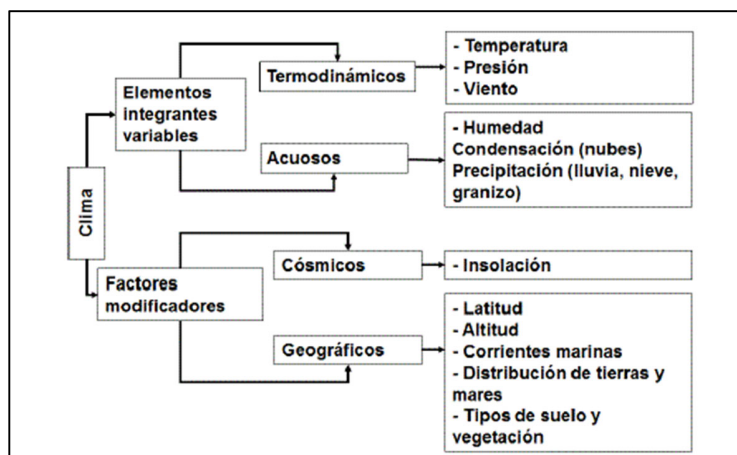 Clima
Elementos
integrantes
variables
Termodinámicos
- Temperatura
- Presión
- Viento
Acuosos
- Humedad
Condensación (nubes)
Precipitación (lluvia, nieve,
granizo)
Factores
modificadores
Cósmicos
- Insolación
Geográficos
- Latitud
- Altitud
- Corrientes marinas
- Distribución de tierras y
mares
- Tipos de suelo y
vegetación